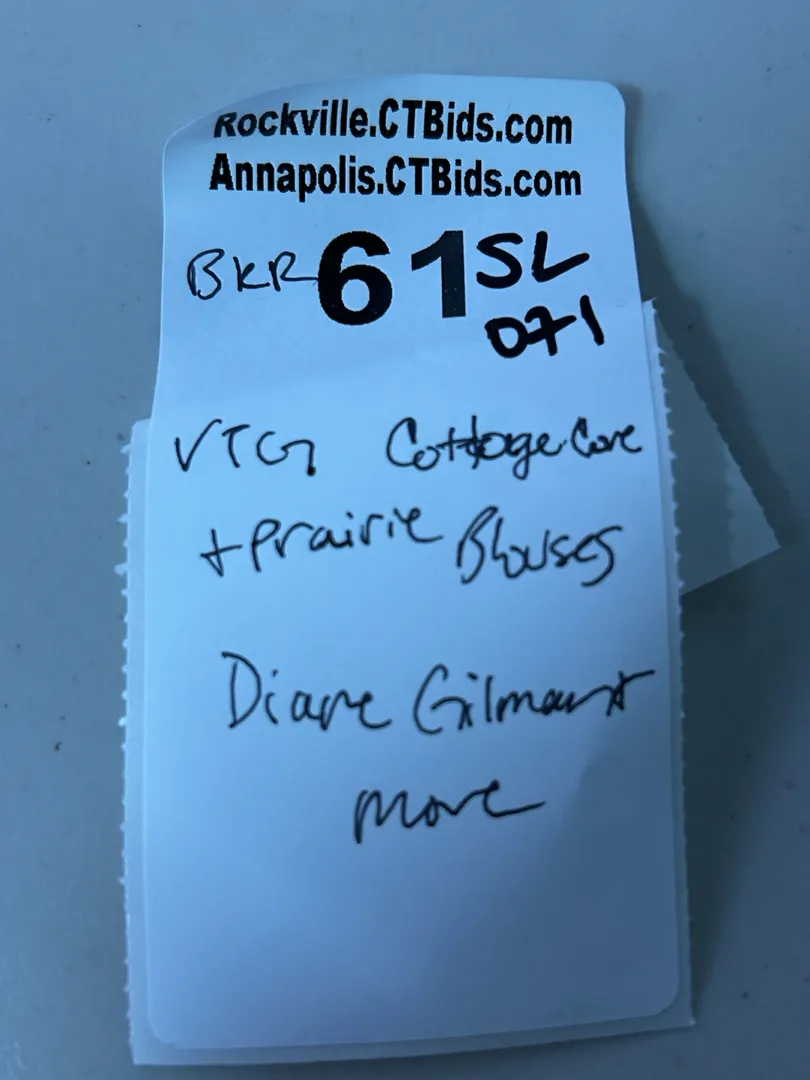 Rockville.CTBids.com
Annapolis.CTBids.com
BKR 61 SL
071
VTG Cottage Core
+ Prairie Blouses
Diane Gilman +
more